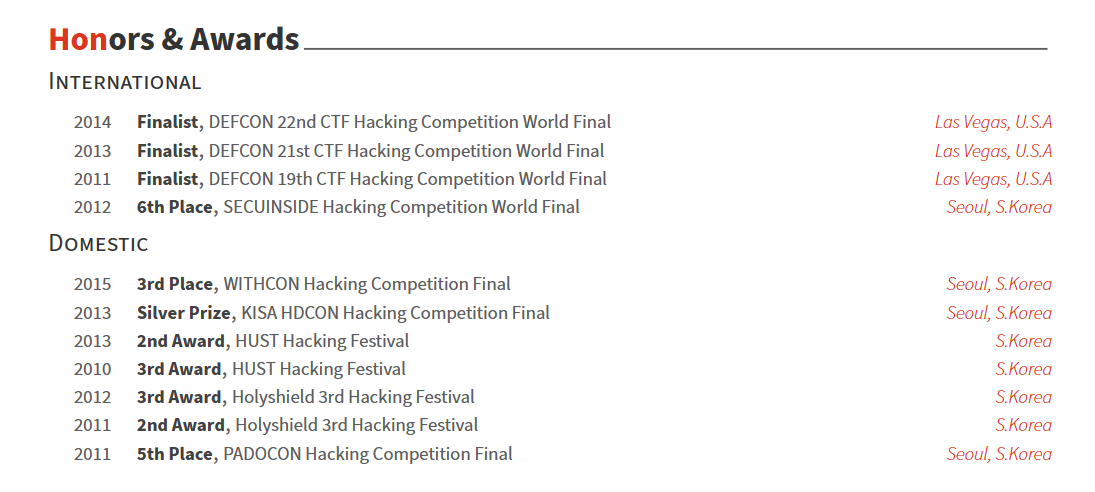 Honors & Awards
INTERNATIONAL
2014 Finalist, DEFCON 22nd CTF Hacking Competition World Final Las Vegas, U.S.A
2013 Finalist, DEFCON 21st CTF Hacking Competition World Final Las Vegas, U.S.A
2011 Finalist, DEFCON 19th CTF Hacking Competition World Final Las Vegas, U.S.A
2012 6th Place, SECUINSIDE Hacking Competition World Final Seoul, S.Korea
DOMESTIC
2015 3rd Place, WITHCON Hacking Competition Final Seoul, S.Korea
2013 Silver Prize, KISA HDCON Hacking Competition Final Seoul, S.Korea
2013 2nd Award, HUST Hacking Festival S.Korea
2010 3rd Award, HUST Hacking Festival S.Korea
2012 3rd Award, Holyshield 3rd Hacking Festival S.Korea
2011 2nd Award, Holyshield 3rd Hacking Festival S.Korea
2011 5th Place, PADOCON Hacking Competition Final Seoul, S.Korea